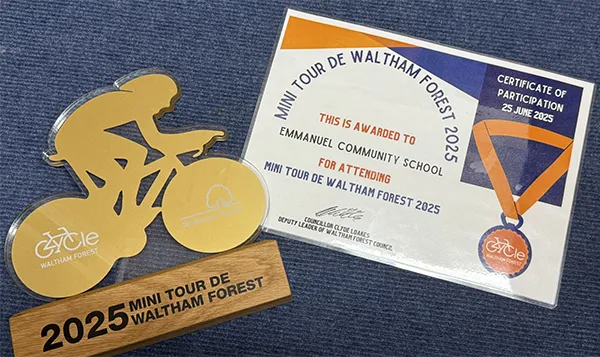 MINI TOUR DE WALTHAM FOREST 2025
CERTIFICATE OF
PARTICIPATION
25 JUNE 2025
THIS IS AWARDED TO
EMMANUEL COMMUNITY SCHOOL
FOR ATTENDING
MINI TOUR DE WALTHAM FOREST 2025
COUNCILLOR CLYDE LOAKES
DEPUTY LEADER OF WALTHAM FOREST COUNCIL
CYCle
WALTHAM FOREST
CYCle
WALTHAM FOREST
2025 MINI TOUR DE
WALTHAM FOREST